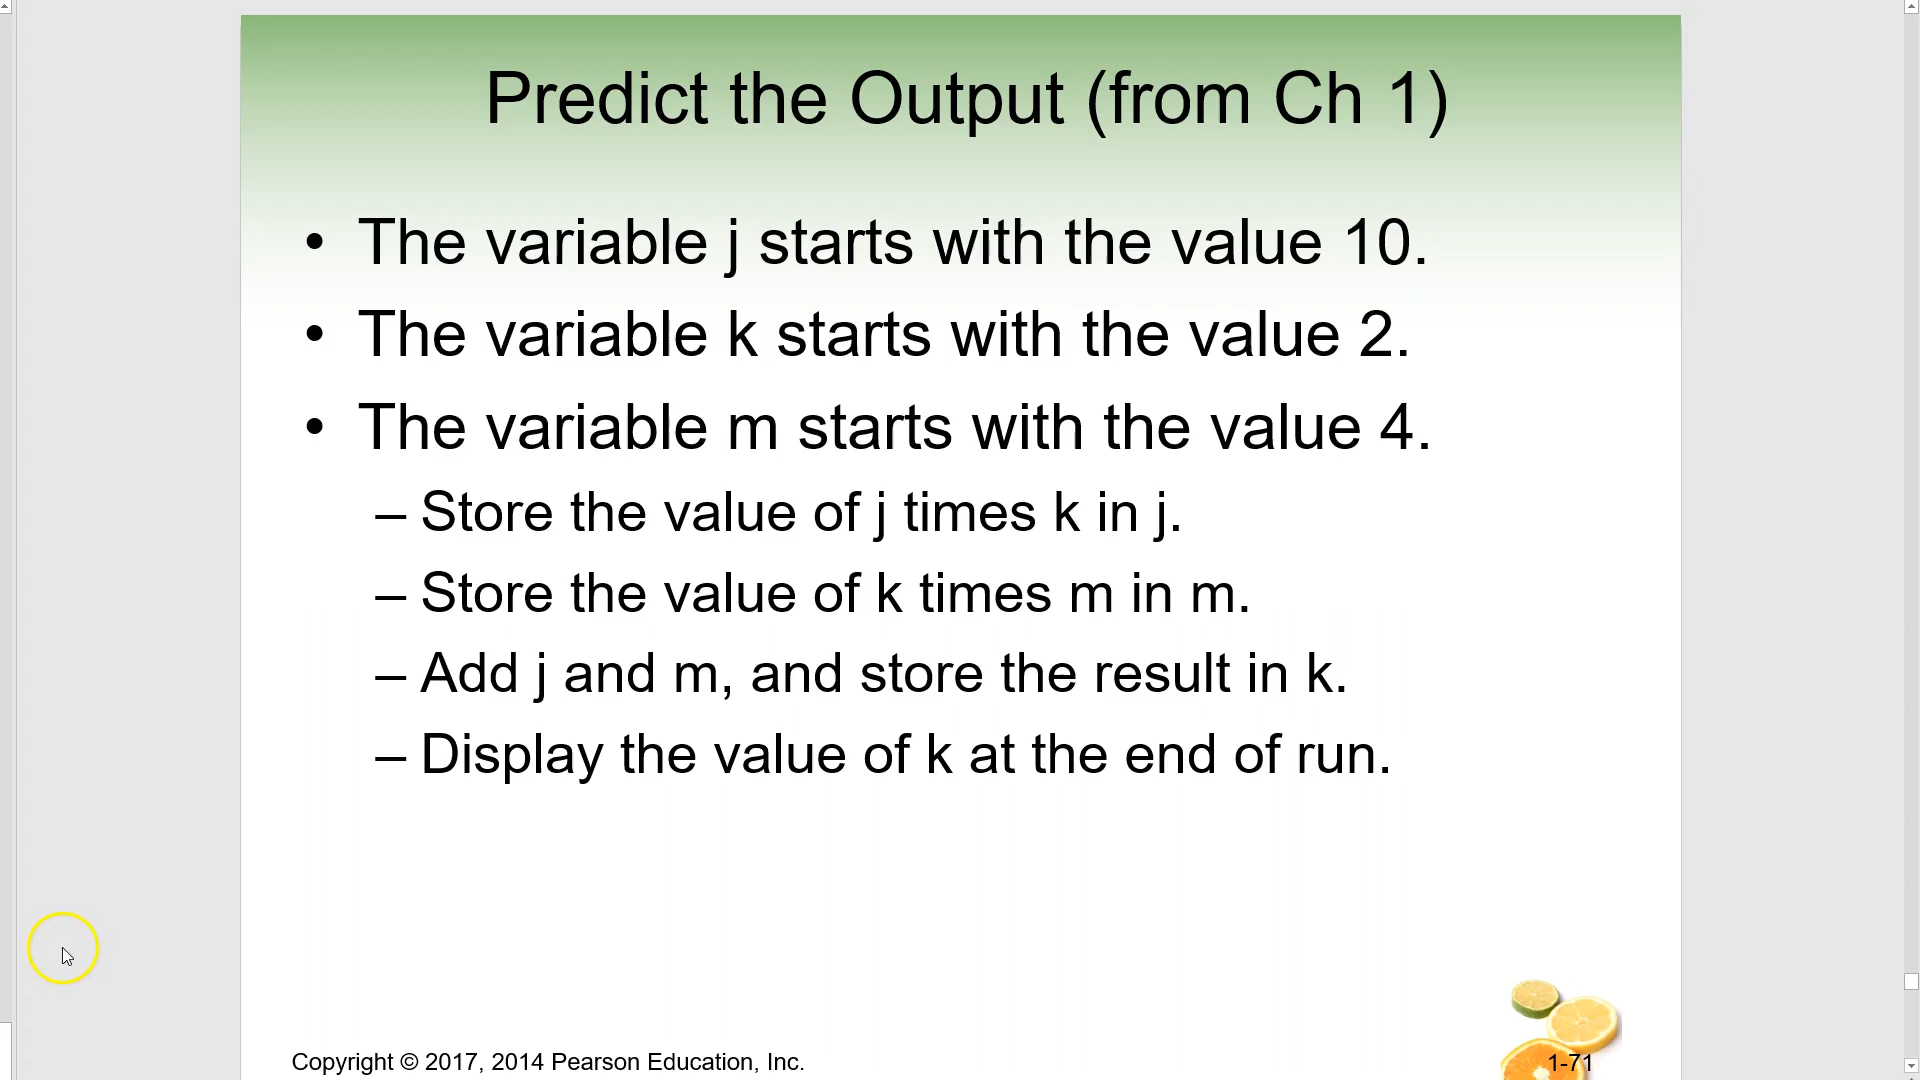 Predict the Output (from Ch 1)
• The variable j starts with the value 10.
• The variable k starts with the value 2.
• The variable m starts with the value 4.
– Store the value of j times k in j.
– Store the value of k times m in m.
– Add j and m, and store the result in k.
– Display the value of k at the end of run.
Copyright © 2017, 2014 Pearson Education, Inc.
1-71